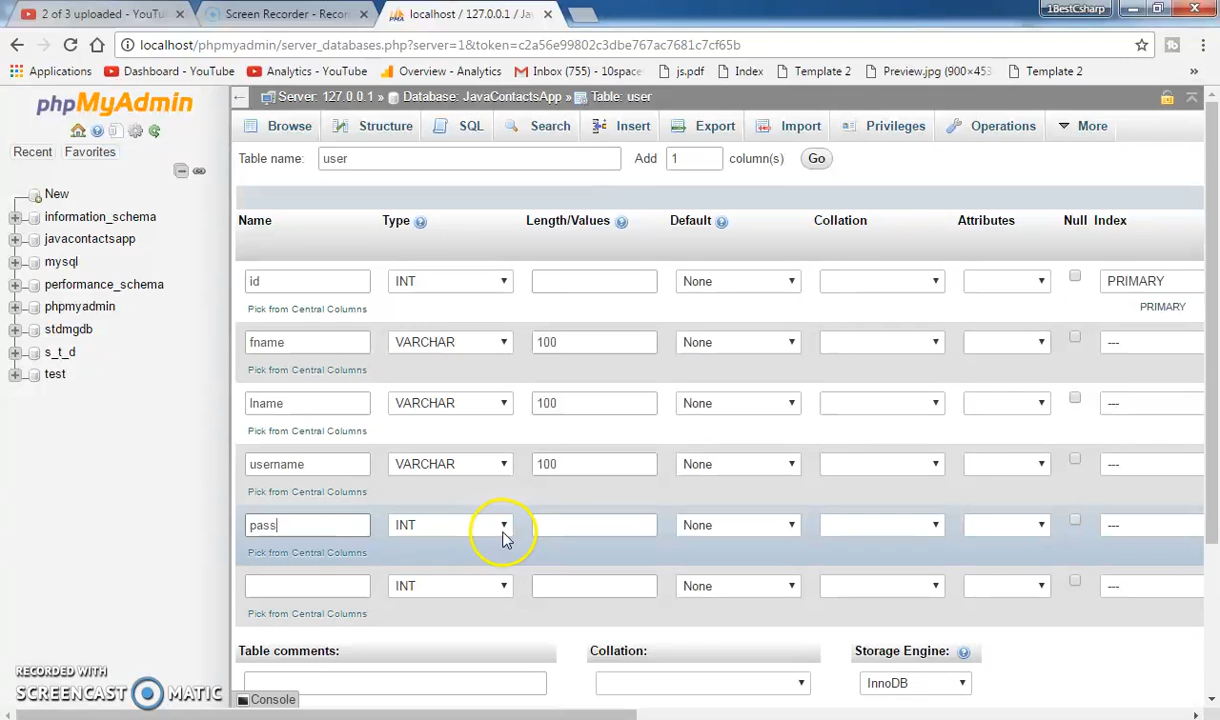 2 of 3 uploaded - YouTu
Screen Recorder - Recor
localhost / 127.0.0.1 / Ja
1BestCsharp
localhost/phpmyadmin/server_databases.php?server=1&token=c2a56e99802c3dbe767ac7681c7cf65b
Applications
Dashboard - YouTube
Analytics - YouTube
Overview - Analytics
Inbox (755) - 10space
js.pdf
Index
Template 2
Preview.jpg (900×453
Template 2
»
phpMyAdmin
Recent
Favorites
New
information_schema
javacontactsapp
mysql
performance_schema
phpmyadmin
stdmgdb
s_t_d
test
Server: 127.0.0.1 » Database: JavaContactsApp » Table: user
Browse
Structure
SQL
Search
Insert
Export
Import
Privileges
Operations
More
Table name: user Add 1 column(s) Go
Name Type Length/Values Default Collation Attributes Null Index
id INT None PRIMARY
Pick from Central Columns PRIMARY
fname VARCHAR 100 None ---
Pick from Central Columns
lname VARCHAR 100 None ---
Pick from Central Columns
username VARCHAR 100 None ---
Pick from Central Columns
pass INT None ---
Pick from Central Columns
INT None ---
Pick from Central Columns
Table comments: Collation: Storage Engine:
InnoDB
Console
RECORDED WITH
SCREENCAST MATIC